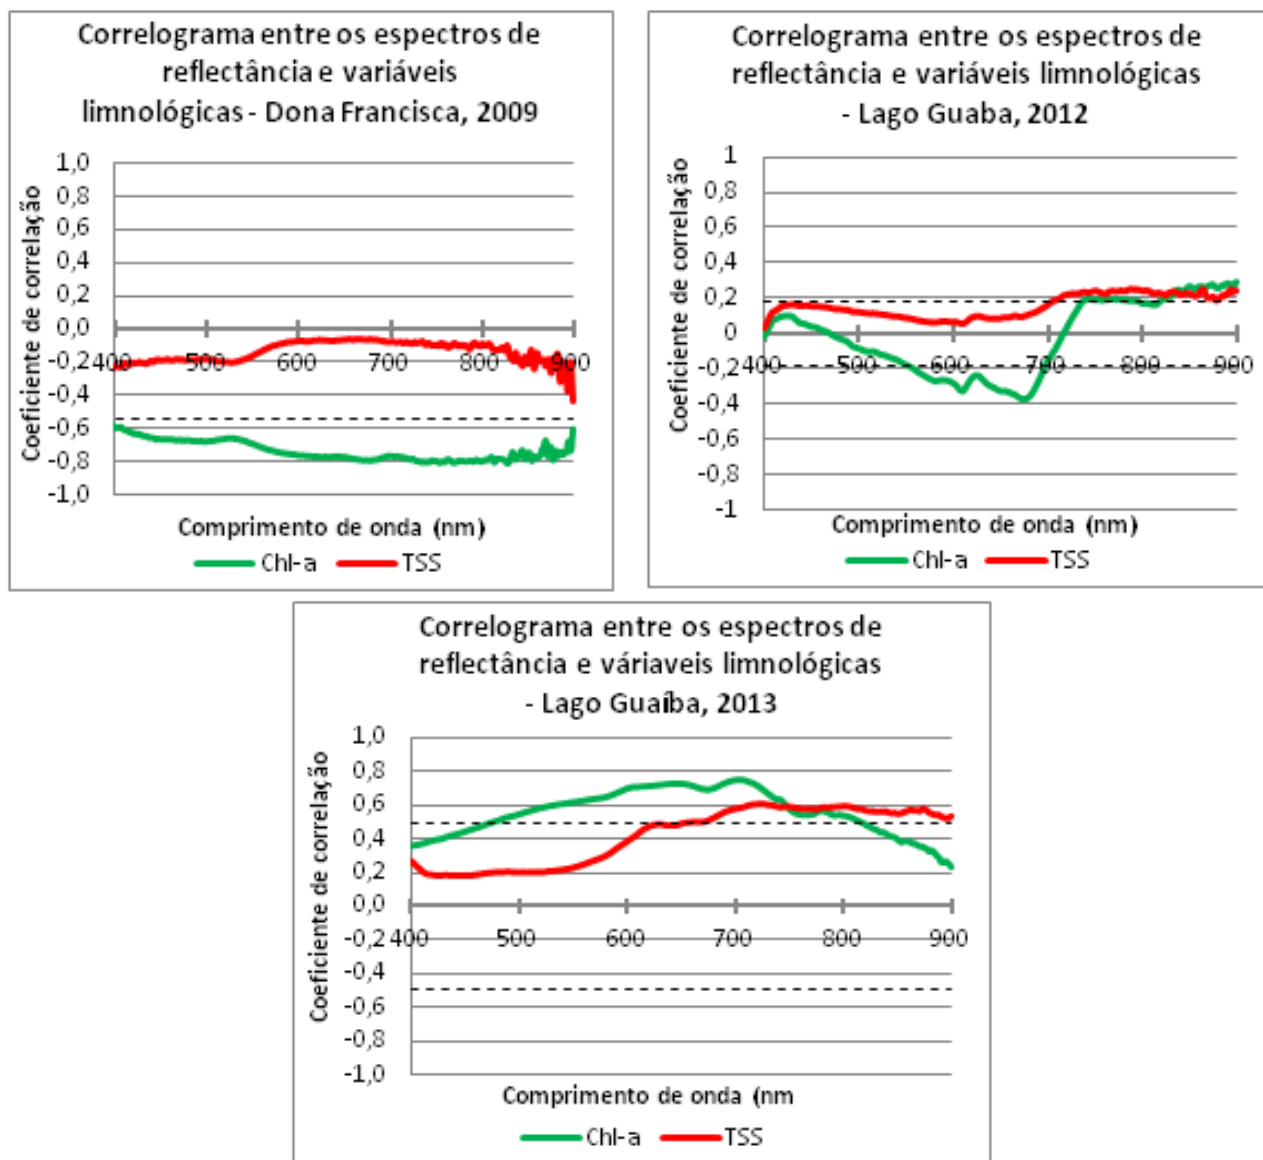 Correlograma entre os espectros de
reflectância e variáveis
limnológicas - Dona Francisca, 2009
Coeficiente de correlação
1,0
0,8
0,6
0,4
0,2
0,0
-0,2
-0,4
-0,6
-0,8
-1,0
400 500 600 700 800 900
Comprimento de onda (nm)
Chl-a TSS
Correlograma entre os espectros de
reflectância e variáveis limnológicas
- Lago Guaba, 2012
Coeficiente de correlação
1
0,8
0,6
0,4
0,2
0
-0,2
-0,4
-0,6
-0,8
-1
400 500 600 700 800 900
Comprimento de onda (nm)
Chl-a TSS
Correlograma entre os espectros de
reflectância e váriaveis limnológicas
- Lago Guaíba, 2013
Coeficiente de correlação
1,0
0,8
0,6
0,4
0,2
0,0
-0,2
-0,4
-0,6
-0,8
-1,0
400 500 600 700 800 900
Comprimento de onda (nm
Chl-a TSS